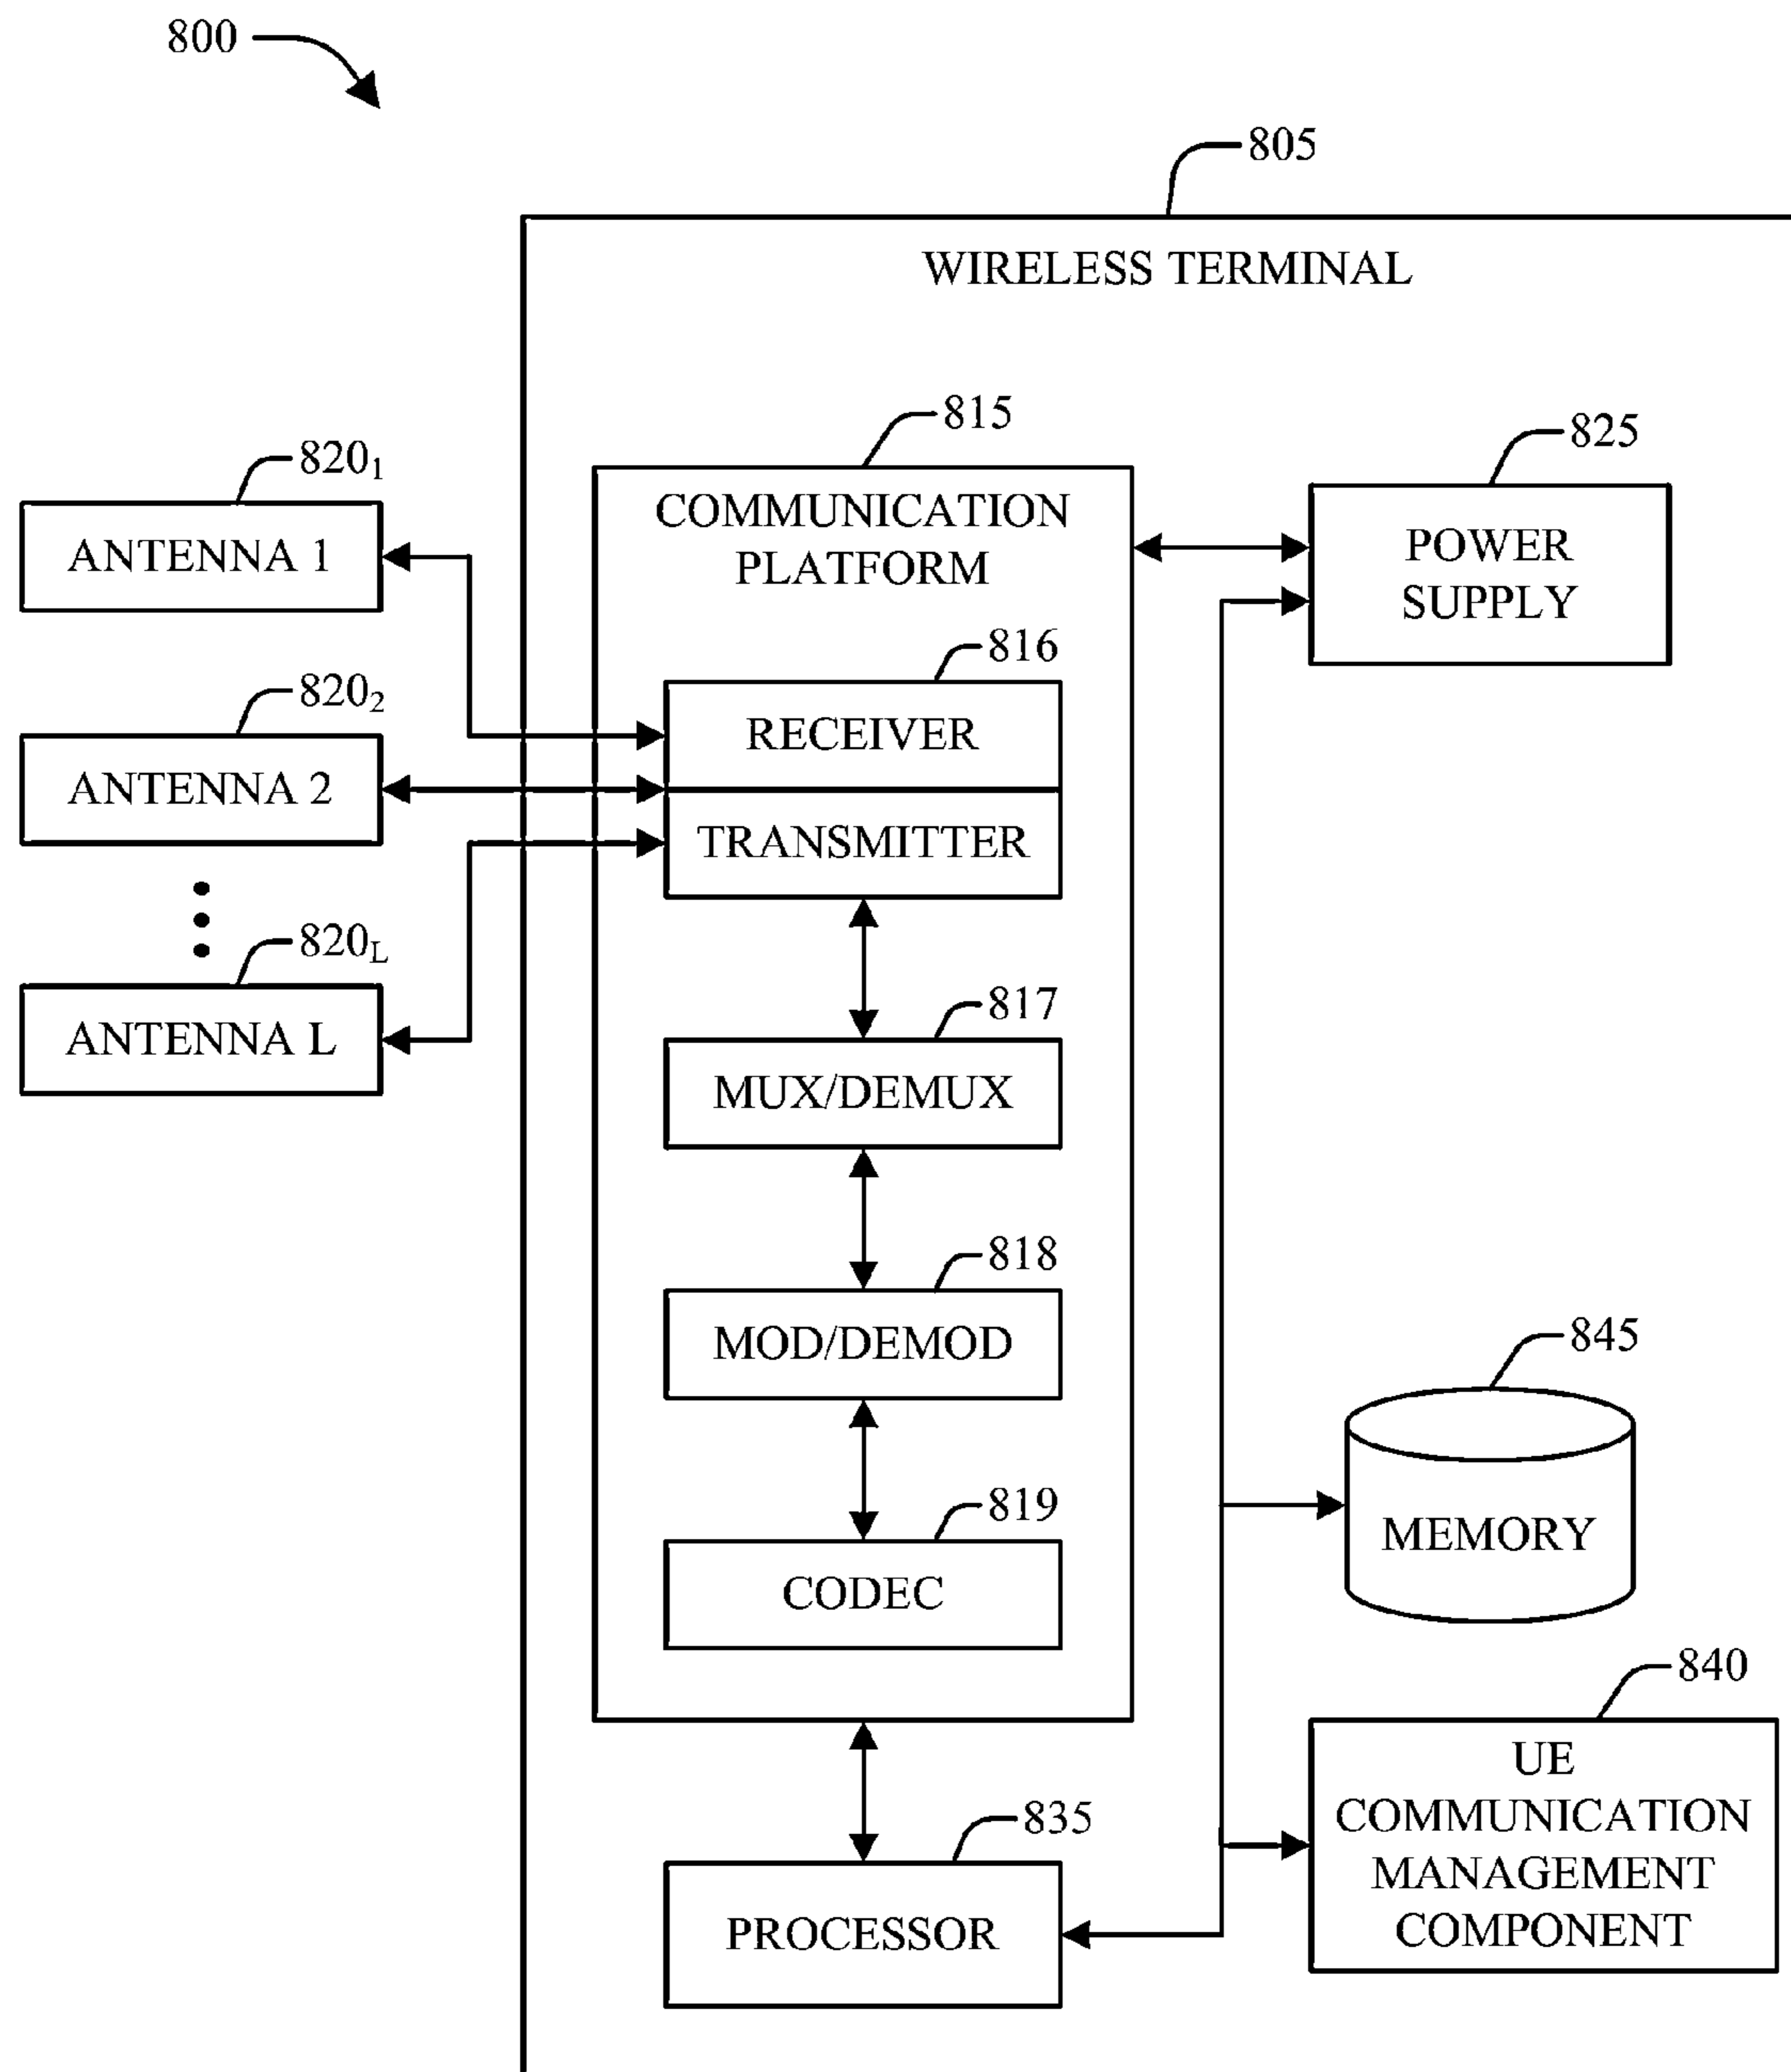 800
805
WIRELESS TERMINAL
815
825
820₁
COMMUNICATION
PLATFORM
POWER
SUPPLY
ANTENNA 1
816
820₂
RECEIVER
ANTENNA 2
TRANSMITTER
820L
817
ANTENNA L
MUX/DEMUX
818
MOD/DEMOD
845
819
MEMORY
CODEC
840
UE
COMMUNICATION
MANAGEMENT
COMPONENT
835
PROCESSOR